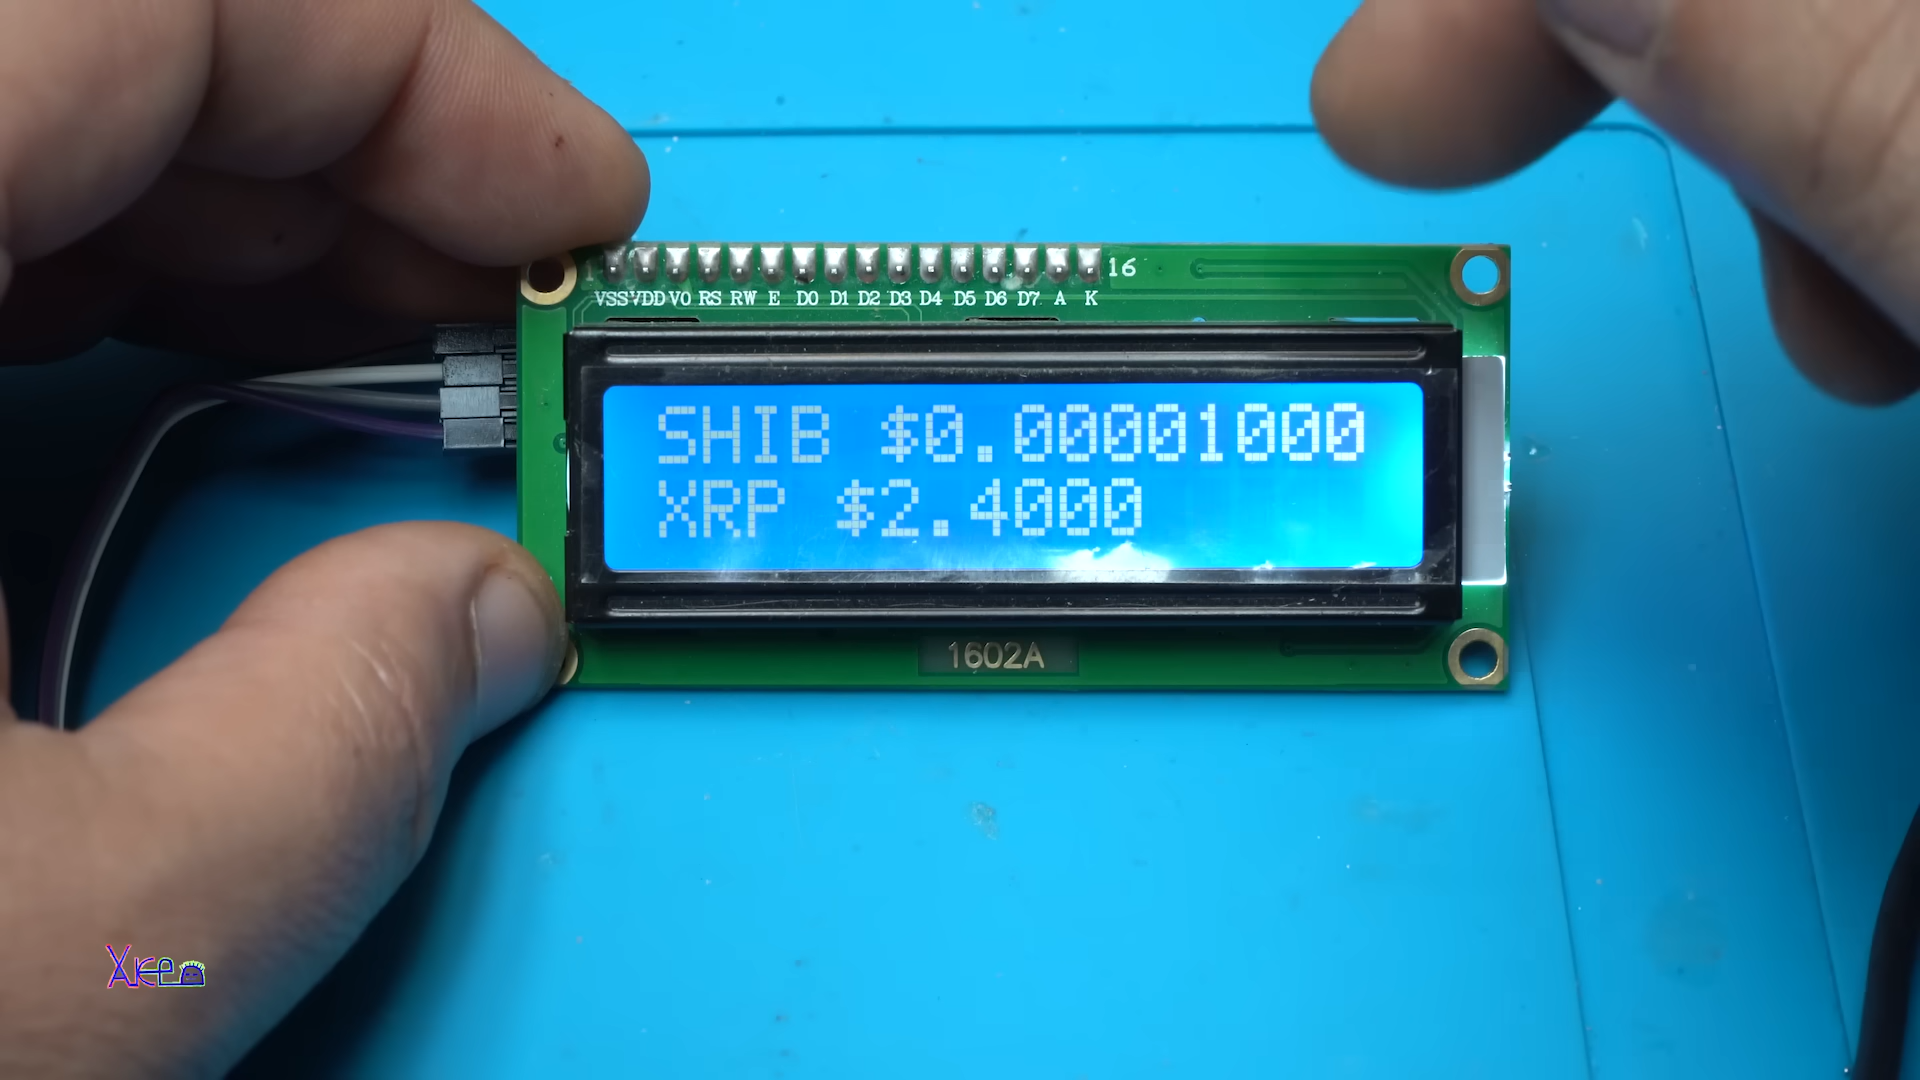 16
VSS VDD V0 RS RW E D0 D1 D2 D3 D4 D5 D6 D7 A K
SHIB $0.00001000
XRP $2.4000
1602A